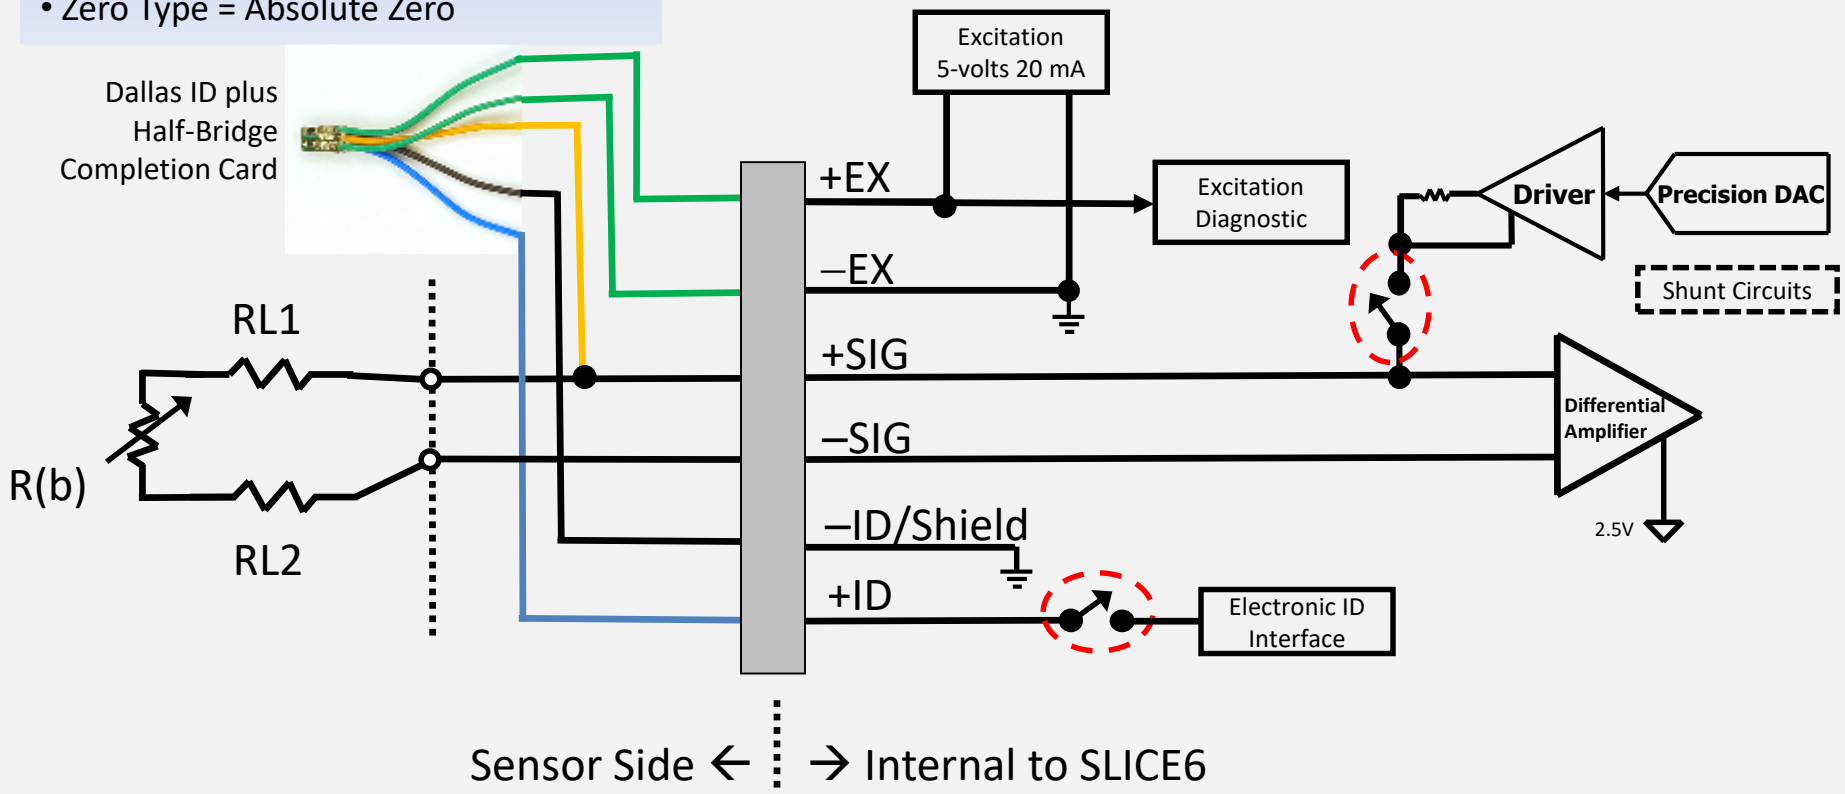 • Zero Type = Absolute Zero
Dallas ID plus
Half-Bridge
Completion Card
Excitation
5-volts 20 mA
+EX
Excitation
Diagnostic
Driver
Precision DAC
Shunt Circuits
–EX
RL1
+SIG
Differential
Amplifier
–SIG
R(b)
RL2
–ID/Shield
2.5V
+ID
Electronic ID
Interface
Sensor Side ← → Internal to SLICE6